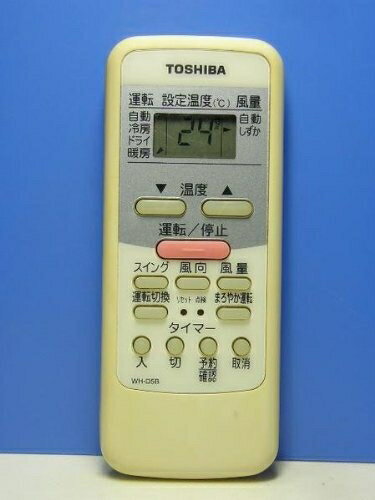 TOSHIBA
運転 設定温度(℃) 風量
自動 自動
冷房 しずか
ドライ
暖房
24
▼ 温度 ▲
運転/停止
スイング 風向 風量
運転切換 リセット 点検 まろやか運転
タイマー
入 切 予約 取消
確認
WH-D5B